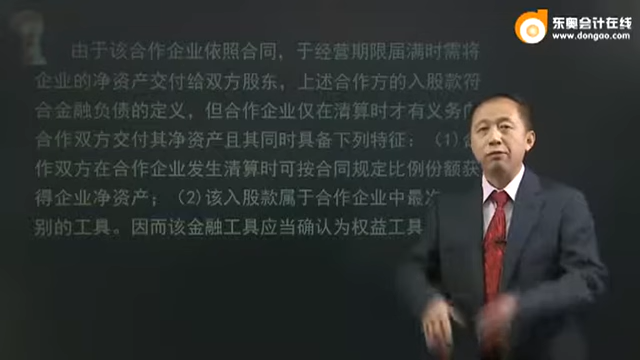 东奥会计在线
www.dongao.com
由于该合作企业依照合同，于经营期限届满时需将
企业的净资产交付给双方股东，上述合作方的入股款符
合金融负债的定义，但合作企业仅在清算时才有义务
合作双方交付其净资产且其同时具备下列特征：（1）
作双方在合作企业发生清算时可按合同规定比例份额获
得企业净资产；（2）该入股款属于合作企业中最
别的工具。因而该金融工具应当确认为权益工具